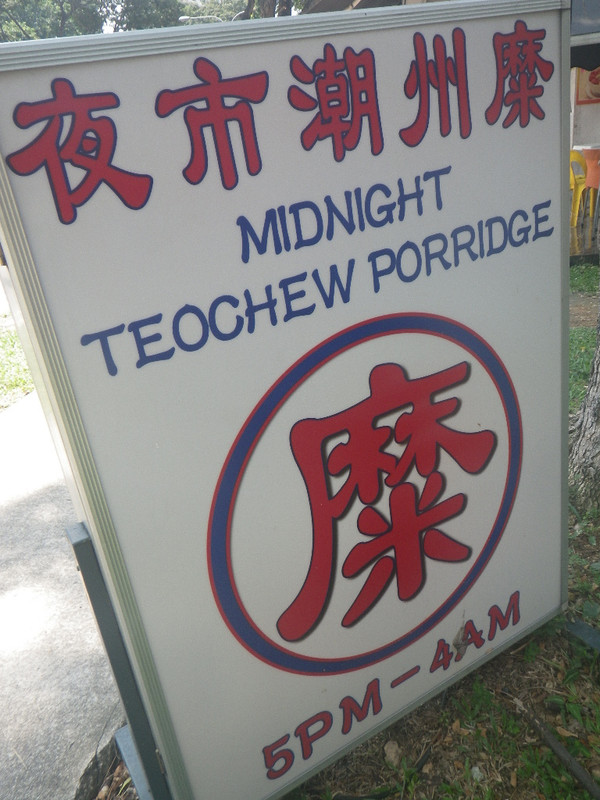 夜市潮州糜
MIDNIGHT
TEOCHEW PORRIDGE
糜
5PM-4AM